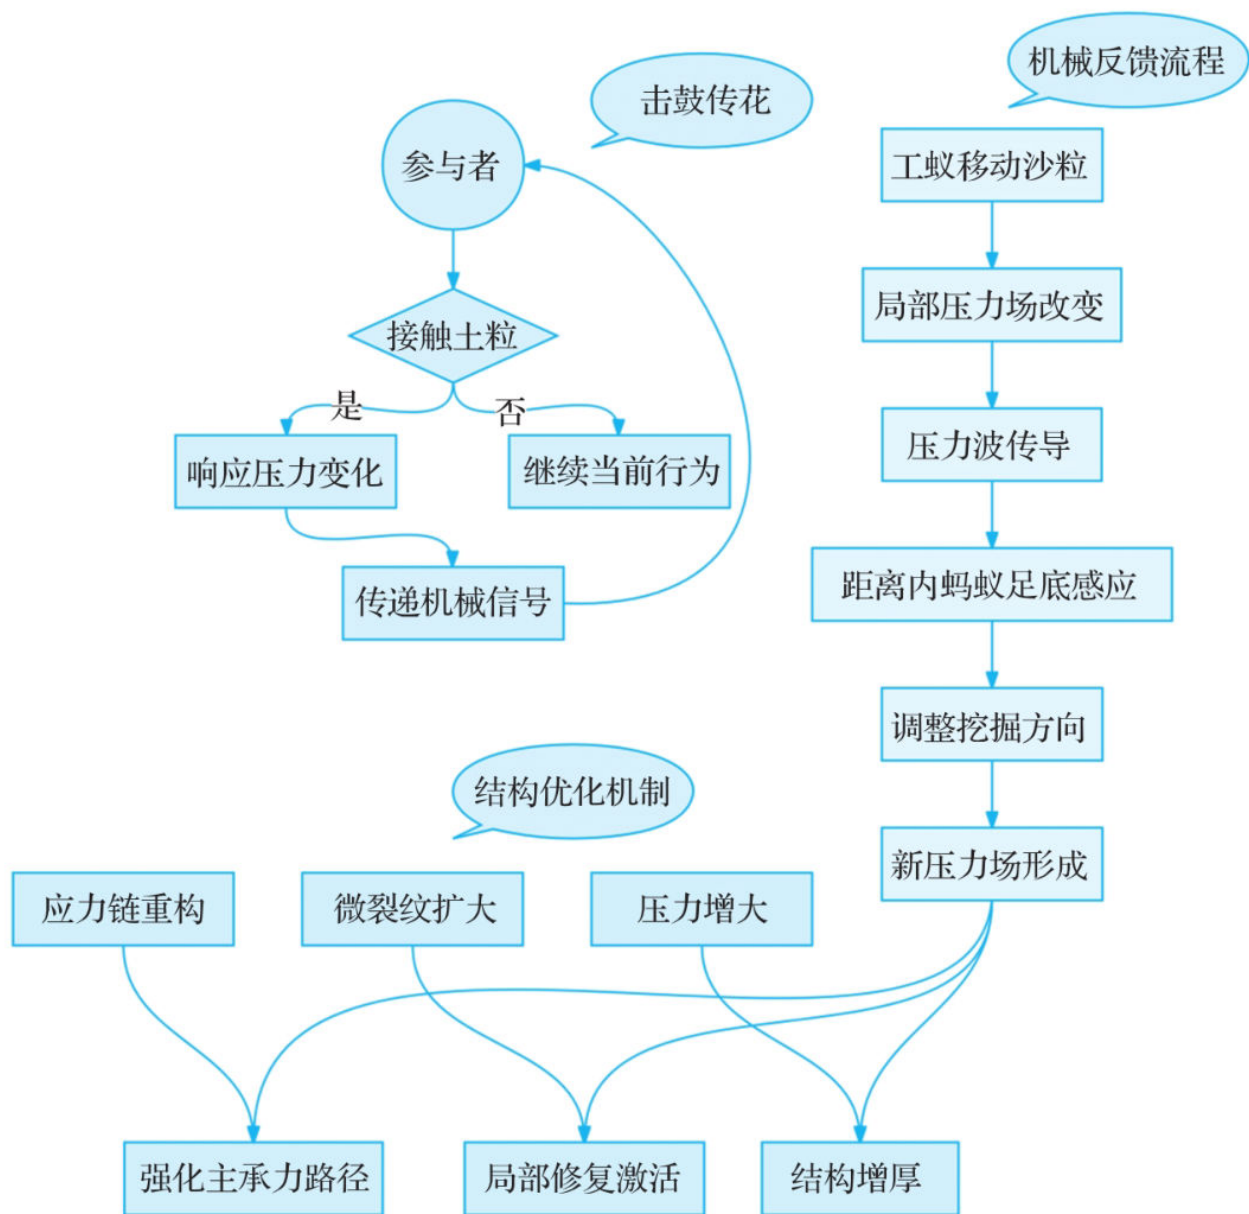 机械反馈流程
击鼓传花
参与者
工蚁移动沙粒
局部压力场改变
接触土粒
是
否
响应压力变化
继续当前行为
压力波传导
传递机械信号
距离内蚂蚁足底感应
调整挖掘方向
结构优化机制
新压力场形成
应力链重构
微裂纹扩大
压力增大
强化主承力路径
局部修复激活
结构增厚